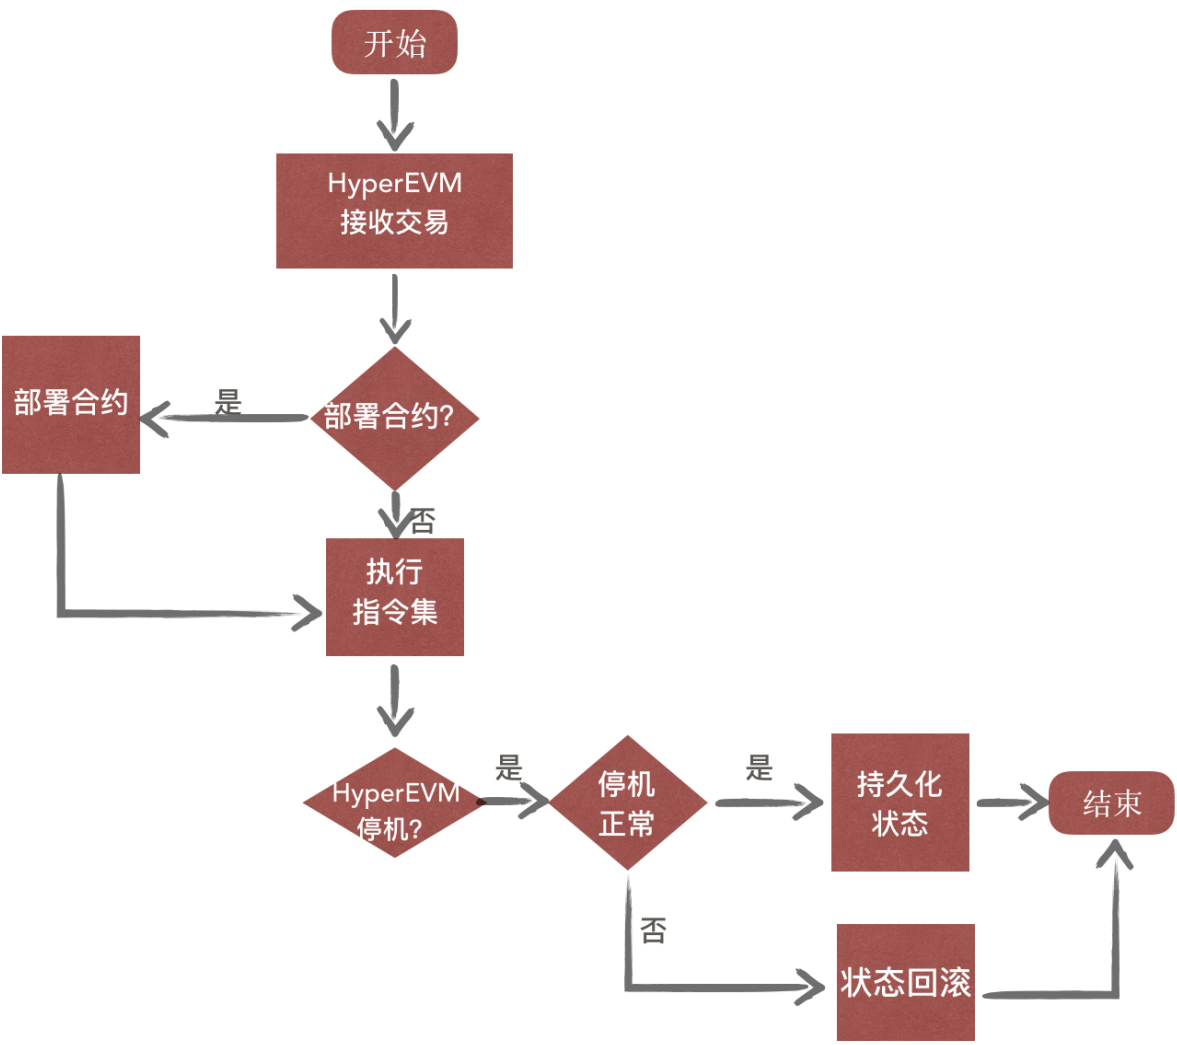 开始
HyperEVM
接收交易
部署合约
是
部署合约?
否
执行
指令集
HyperEVM
停机?
是
停机
正常
是
持久化
状态
结束
否
状态回滚